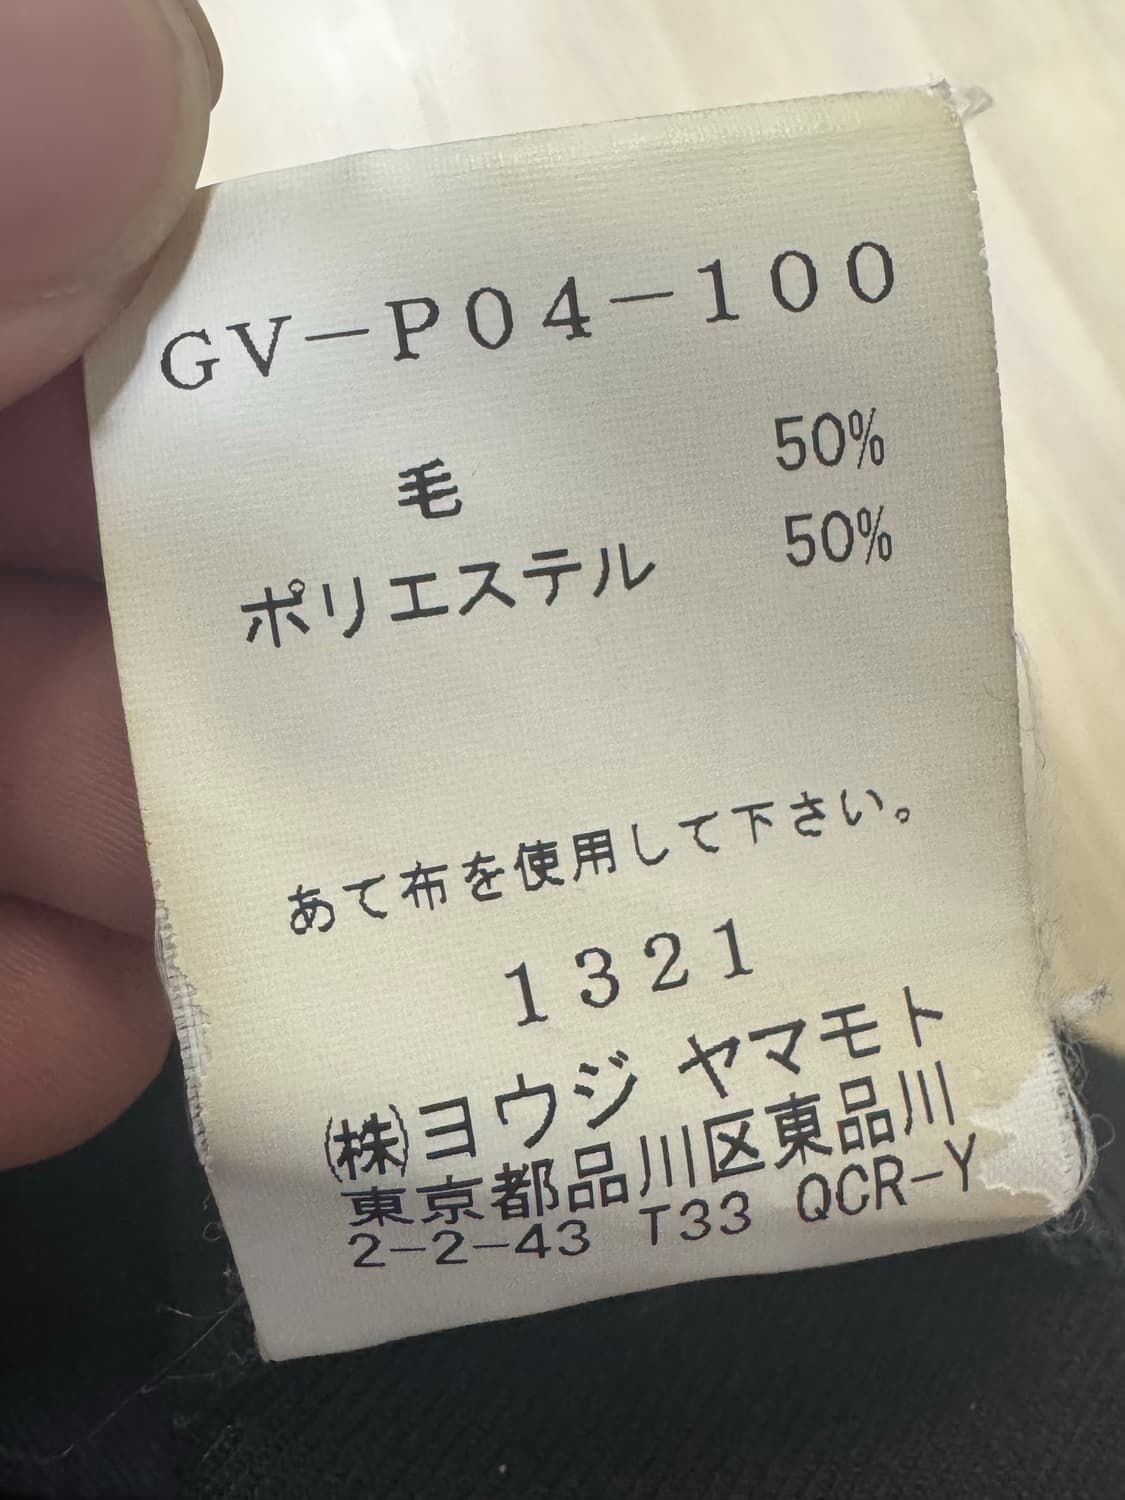 GV-P04-100
毛 50%
ポリエステル 50%
あて布を使用して下さい。
1321
㈱ヨウジ ヤマモト
東京都品川区東品川
2-2-43 T33 QCR-Y